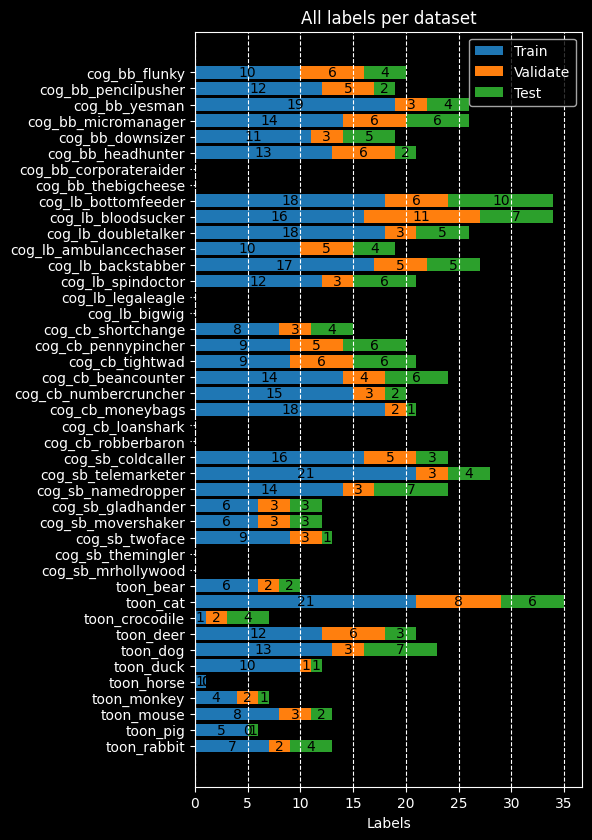 All labels per dataset
Train
Validate
Test
cog_bb_flunky 10 6 4
cog_bb_pencilpusher 12 5 2
cog_bb_yesman 19 3 4
cog_bb_micromanager 14 6 6
cog_bb_downsizer 11 3 5
cog_bb_headhunter 13 6 2
cog_bb_corporateraider
cog_bb_thebigcheese
cog_lb_bottomfeeder 18 6 10
cog_lb_bloodsucker 16 11 7
cog_lb_doubletalker 18 3 5
cog_lb_ambulancechaser 10 5 4
cog_lb_backstabber 17 5 5
cog_lb_spindoctor 12 3 6
cog_lb_legaleagle
cog_lb_bigwig
cog_cb_shortchange 8 3 4
cog_cb_pennypincher 9 5 6
cog_cb_tightwad 9 6 6
cog_cb_beancounter 14 4 6
cog_cb_numbercruncher 15 3 2
cog_cb_moneybags 18 2 1
cog_cb_loanshark
cog_cb_robberbaron
cog_sb_coldcaller 16 5 3
cog_sb_telemarketer 21 3 4
cog_sb_namedropper 14 3 7
cog_sb_gladhander 6 3 3
cog_sb_movershaker 6 3 3
cog_sb_twoface 9 3 1
cog_sb_themingler
cog_sb_mrhollywood
toon_bear 6 2 2
toon_cat 21 8 6
toon_crocodile 1 2 4
toon_deer 12 6 3
toon_dog 13 3 7
toon_duck 10 1 1
toon_horse 1
toon_monkey 4 2 1
toon_mouse 8 3 2
toon_pig 5 0 1
toon_rabbit 7 2 4
0 5 10 15 20 25 30 35
Labels